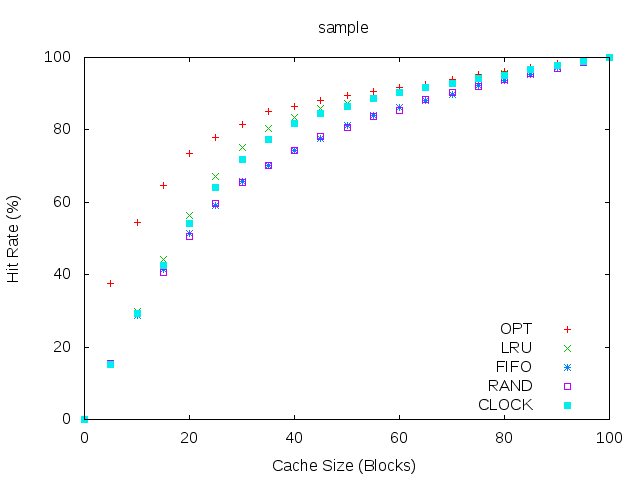 sample
Hit Rate (%)
100
80
60
40
20
0
OPT
LRU
FIFO
RAND
CLOCK
0 20 40 60 80 100
Cache Size (Blocks)